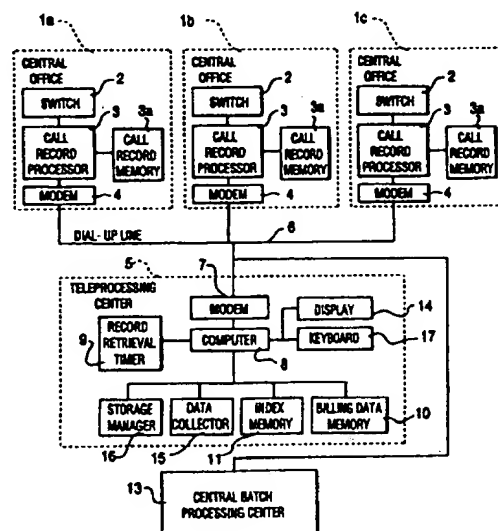 1a
1b
1c
CENTRAL OFFICE
2
SWITCH
3
3a
CALL RECORD PROCESSOR
CALL RECORD MEMORY
MODEM
4
CENTRAL OFFICE
2
SWITCH
3
3a
CALL RECORD PROCESSOR
CALL RECORD MEMORY
MODEM
4
CENTRAL OFFICE
2
SWITCH
3
3a
CALL RECORD PROCESSOR
CALL RECORD MEMORY
MODEM
4
DIAL-UP LINE
6
5
7
TELEPROCESSING CENTER
MODEM
DISPLAY
14
RECORD RETRIEVAL TIMER
9
COMPUTER
8
KEYBOARD
17
STORAGE MANAGER
16
DATA COLLECTOR
15
INDEX MEMORY
11
BILLING DATA MEMORY
10
13
CENTRAL BATCH PROCESSING CENTER